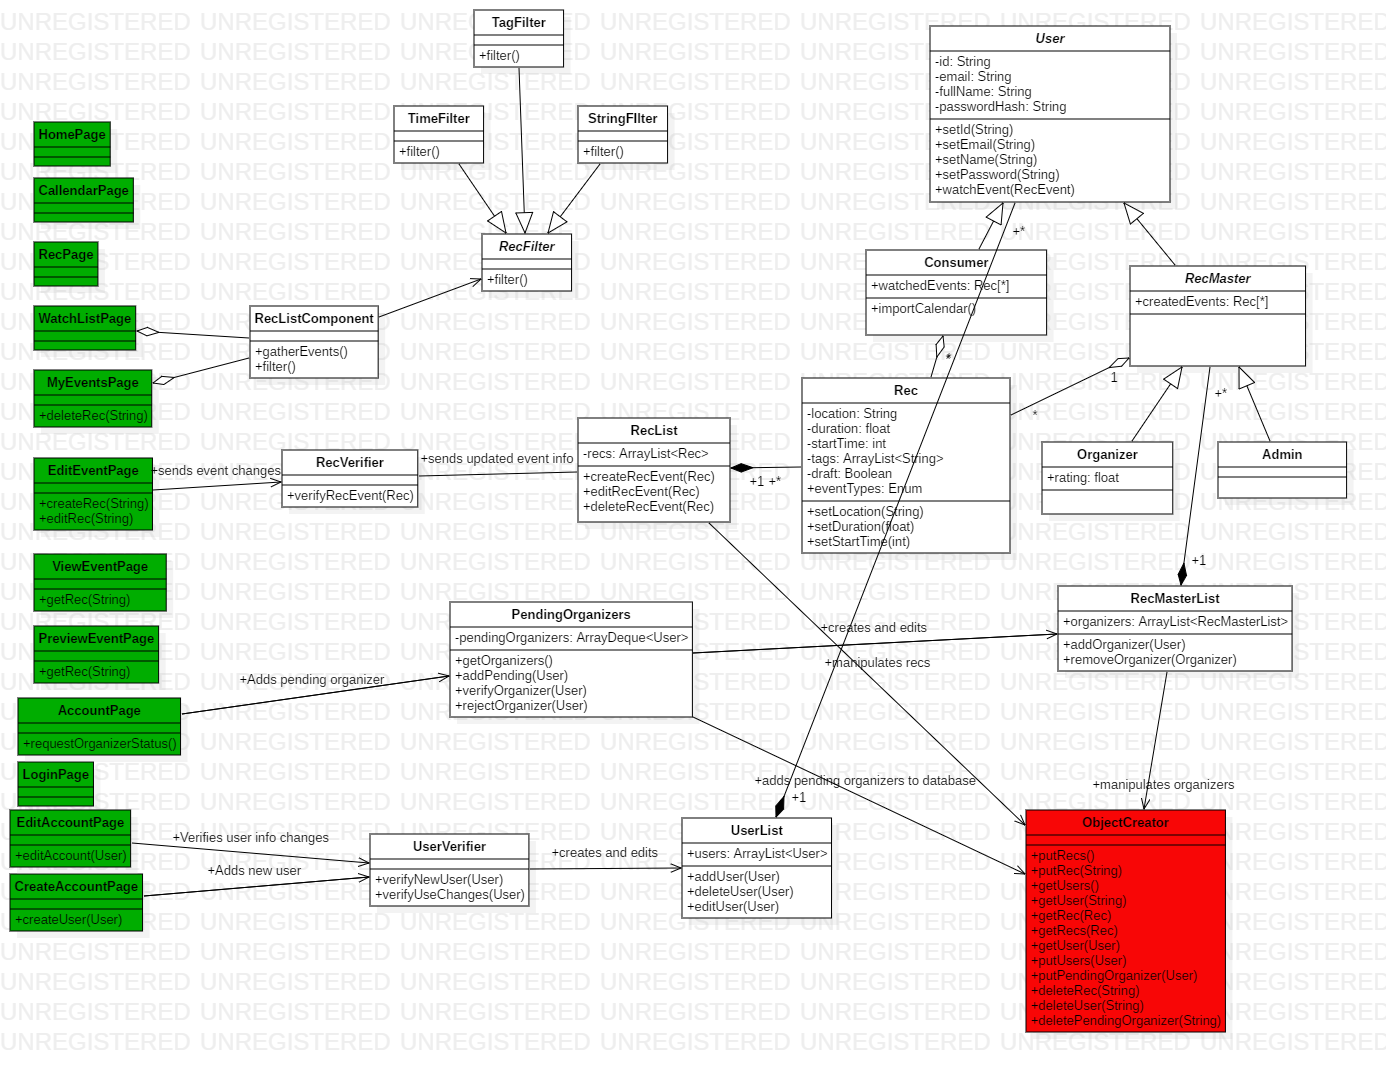 TagFilter
+filter()
TimeFilter
+filter()
StringFIlter
+filter()
RecFilter
+filter()
User
-id: String
-email: String
-fullName: String
-passwordHash: String
+setId(String)
+setEmail(String)
+setName(String)
+setPassword(String)
+watchEvent(RecEvent)
HomePage
CallendarPage
RecPage
WatchListPage
MyEventsPage
+deleteRec(String)
RecListComponent
+gatherEvents()
+filter()
Consumer
+watchedEvents: Rec[*]
+importCalendar()
+*
RecMaster
+createdEvents: Rec[*]
*
1
*
+*
Rec
-location: String
-duration: float
-startTime: int
-tags: ArrayList<String>
-draft: Boolean
+eventTypes: Enum
+setLocation(String)
+setDuration(float)
+setStartTime(int)
Organizer
+rating: float
Admin
EditEventPage
+createRec(String)
+editRec(String)
+sends event changes
RecVerifier
+verifyRecEvent(Rec)
+sends updated event info
RecList
-recs: ArrayList<Rec>
+createRecEvent(Rec)
+editRecEvent(Rec)
+deleteRecEvent(Rec)
+1 +*
+1
ViewEventPage
+getRec(String)
PreviewEventPage
+getRec(String)
PendingOrganizers
-pendingOrganizers: ArrayDeque<User>
+getOrganizers()
+addPending(User)
+verifyOrganizer(User)
+rejectOrganizer(User)
+creates and edits
+manipulates recs
RecMasterList
+organizers: ArrayList<RecMasterList>
+addOrganizer(User)
+removeOrganizer(Organizer)
+Adds pending organizer
AccountPage
+requestOrganizerStatus()
LoginPage
+adds pending organizers to database
+1
+manipulates organizers
EditAccountPage
+editAccount(User)
+Verifies user info changes
CreateAccountPage
+createUser(User)
+Adds new user
UserVerifier
+verifyNewUser(User)
+verifyUseChanges(User)
+creates and edits
UserList
+users: ArrayList<User>
+addUser(User)
+deleteUser(User)
+editUser(User)
ObjectCreator
+putRecs()
+putRec(String)
+getUsers()
+getUser(String)
+getRec(Rec)
+getRecs(Rec)
+getUser(User)
+putUsers(User)
+putPendingOrganizer(User)
+deleteRec(String)
+deleteUser(String)
+deletePendingOrganizer(String)
UNREGISTERED